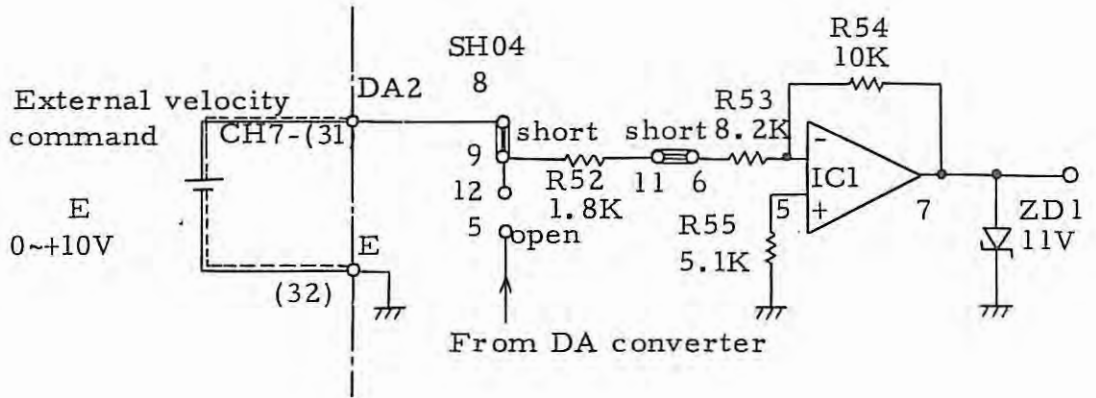 SH04
8
DA2
External velocity
command
CH7-(31)
E
0~+10V
E
(32)
short
9
12
5
open
R52
1.8K
short
11
6
R53
8.2K
R54
10K
-
IC1
+
5
7
R55
5.1K
ZD1
11V
From DA converter